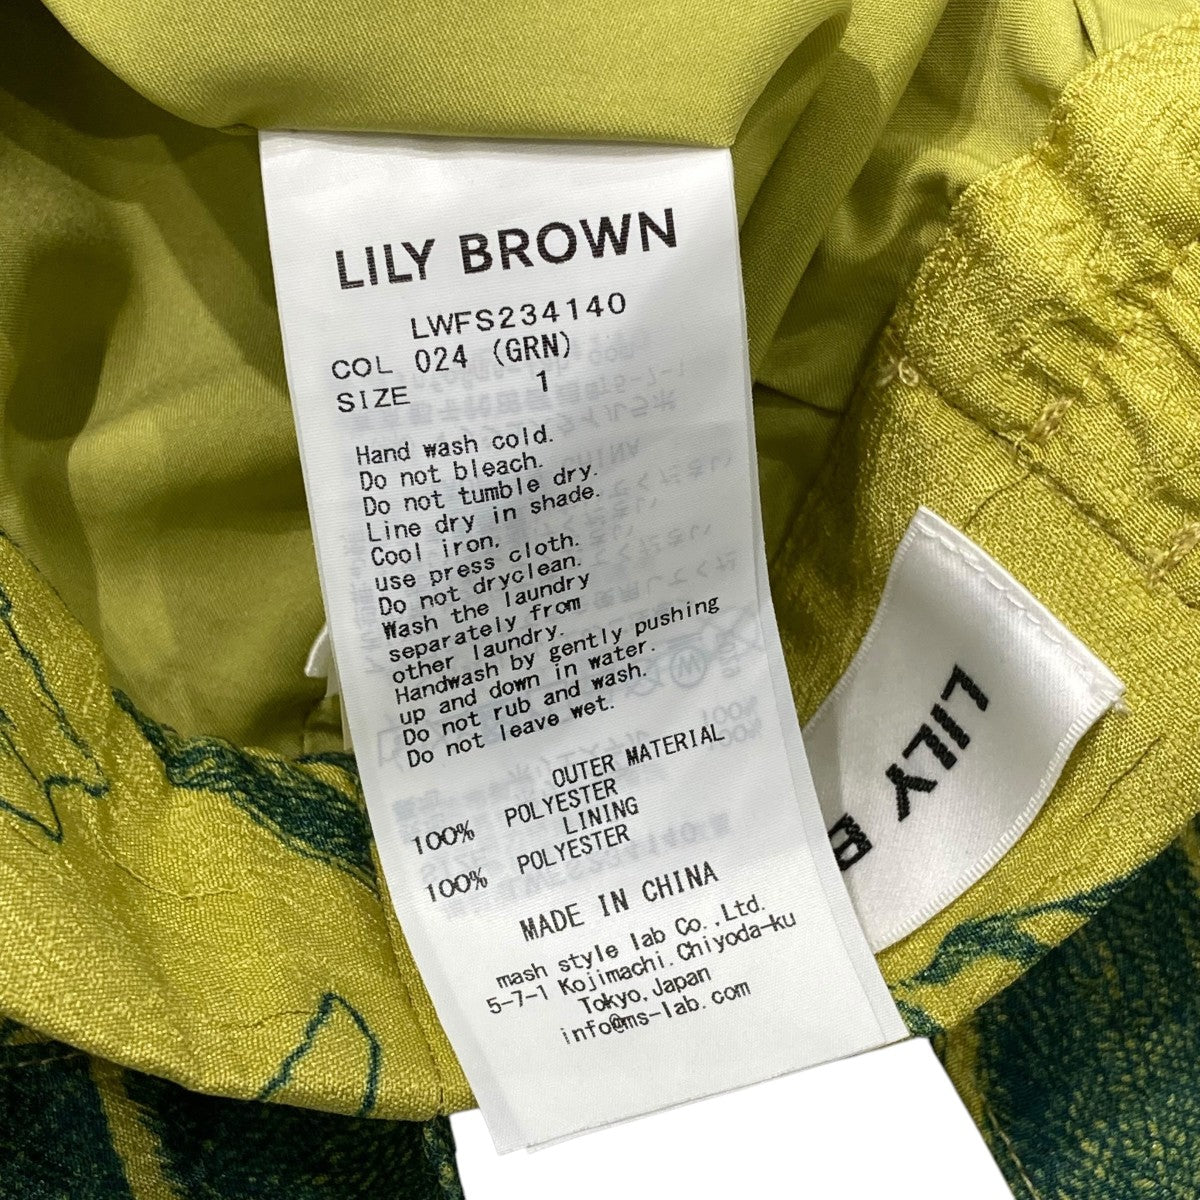 LILY BROWN
LWFS234140
COL 024 (GRN)
SIZE 1
Hand wash cold.
Do not bleach.
Do not tumble dry.
Line dry in shade.
Cool iron,
use press cloth.
Do not dryclean.
Wash the laundry
separately from
other laundry.
Handwash by gently pushing
up and down in water.
Do not rub and wash.
Do not leave wet.
OUTER MATERIAL
100% POLYESTER
LINING
100% POLYESTER
MADE IN CHINA
mash style lab Co.,Ltd.
5-7-1 Kojimachi.Chiyoda-ku
Tokyo.Japan
info@ms-lab.com
LILY B